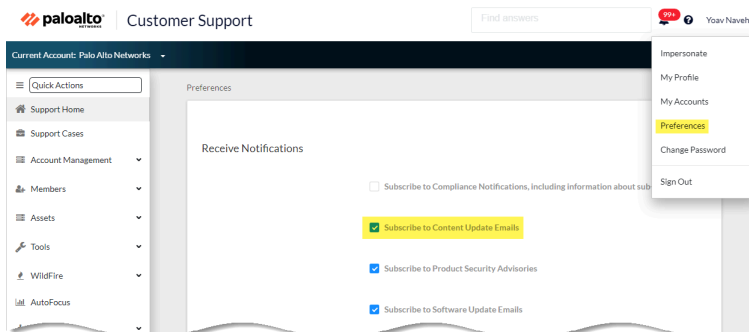 paloalto
NETWORKS
Customer Support
Find answers
99+
?
Yoav Naveh
Current Account: Palo Alto Networks
Impersonate
My Profile
My Accounts
Preferences
Change Password
Sign Out
Quick Actions
Support Home
Support Cases
Account Management
Members
Assets
Tools
WildFire
AutoFocus
Preferences
Receive Notifications
Subscribe to Compliance Notifications, including information about sub
Subscribe to Content Update Emails
Subscribe to Product Security Advisories
Subscribe to Software Update Emails